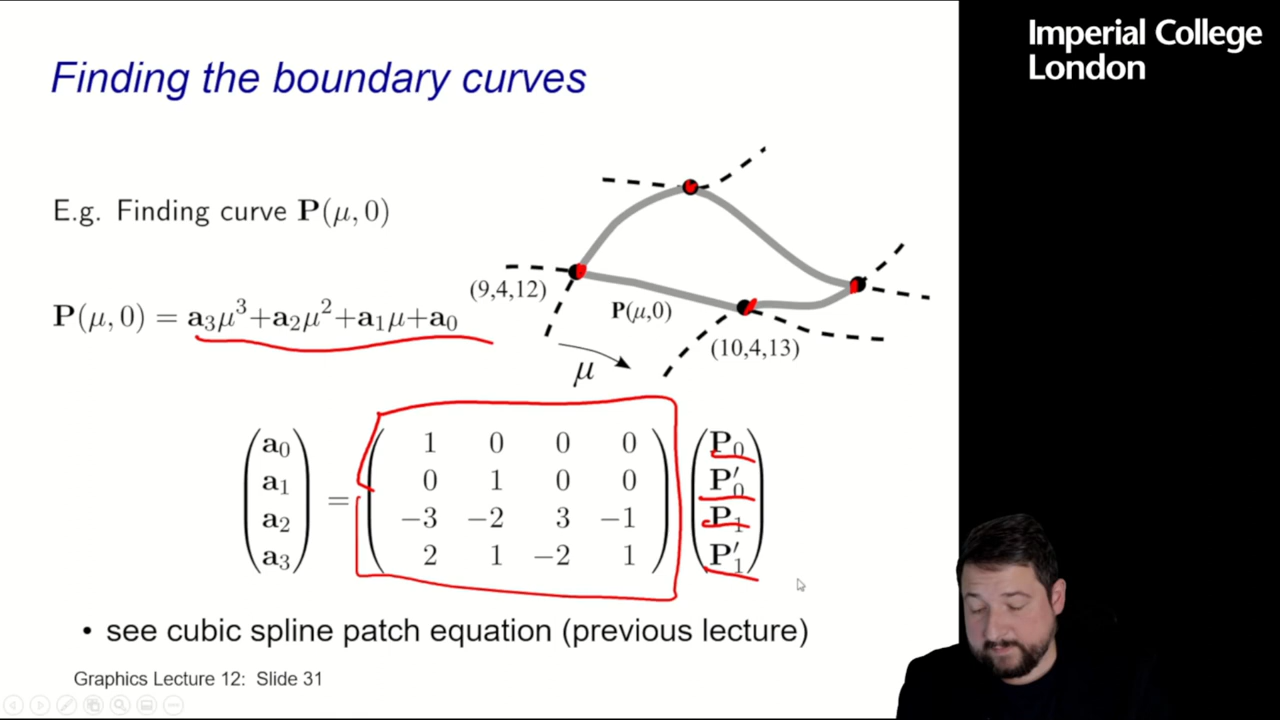 Imperial College
London
Finding the boundary curves
E.g. Finding curve P(μ, 0)
P(μ, 0) = a₃μ³+a₂μ²+a₁μ+a₀
(9,4,12)
P(μ,0)
(10,4,13)
μ
(a₀ a₁ a₂ a₃) =
1 0 0 0
0 1 0 0
−3 −2 3 −1
2 1 −2 1
(P₀ P′₀ P₁ P′₁)
• see cubic spline patch equation (previous lecture)
Graphics Lecture 12: Slide 31